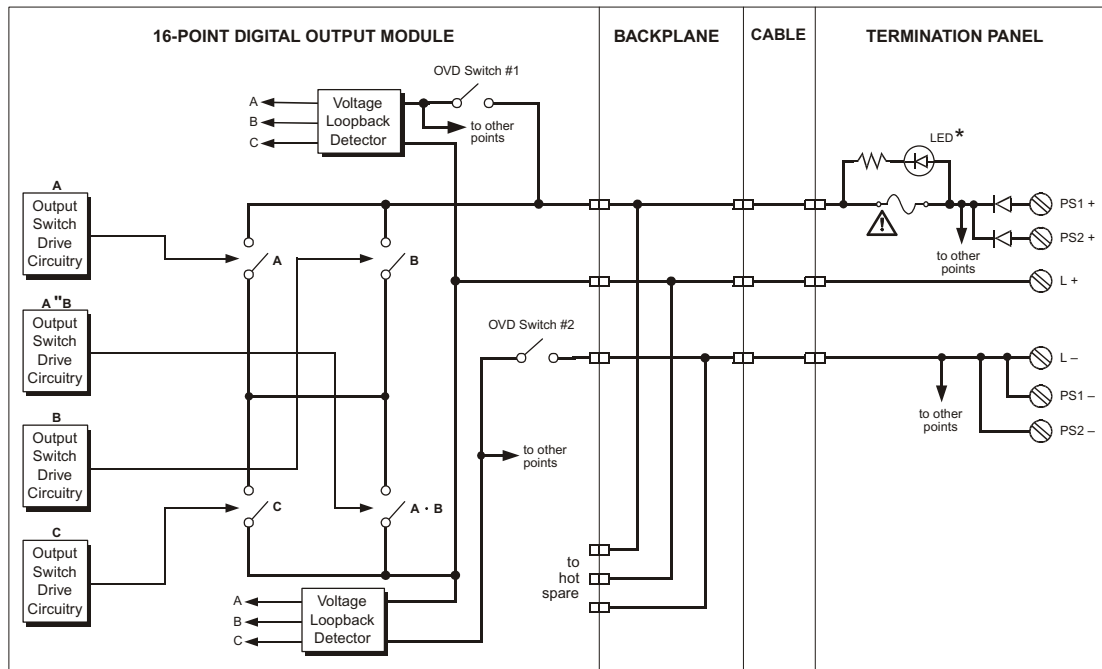 16-POINT DIGITAL OUTPUT MODULE
BACKPLANE
CABLE
TERMINATION PANEL
OVD Switch #1
A
B
C
Voltage
Loopback
Detector
to other
points
LED*
A
Output
Switch
Drive
Circuitry
A
B
PS1 +
PS2 +
to other
points
L +
A "B
Output
Switch
Drive
Circuitry
OVD Switch #2
L –
PS1 –
PS2 –
to other
points
B
Output
Switch
Drive
Circuitry
to other
points
C
A · B
C
Output
Switch
Drive
Circuitry
to
hot
spare
A
B
C
Voltage
Loopback
Detector